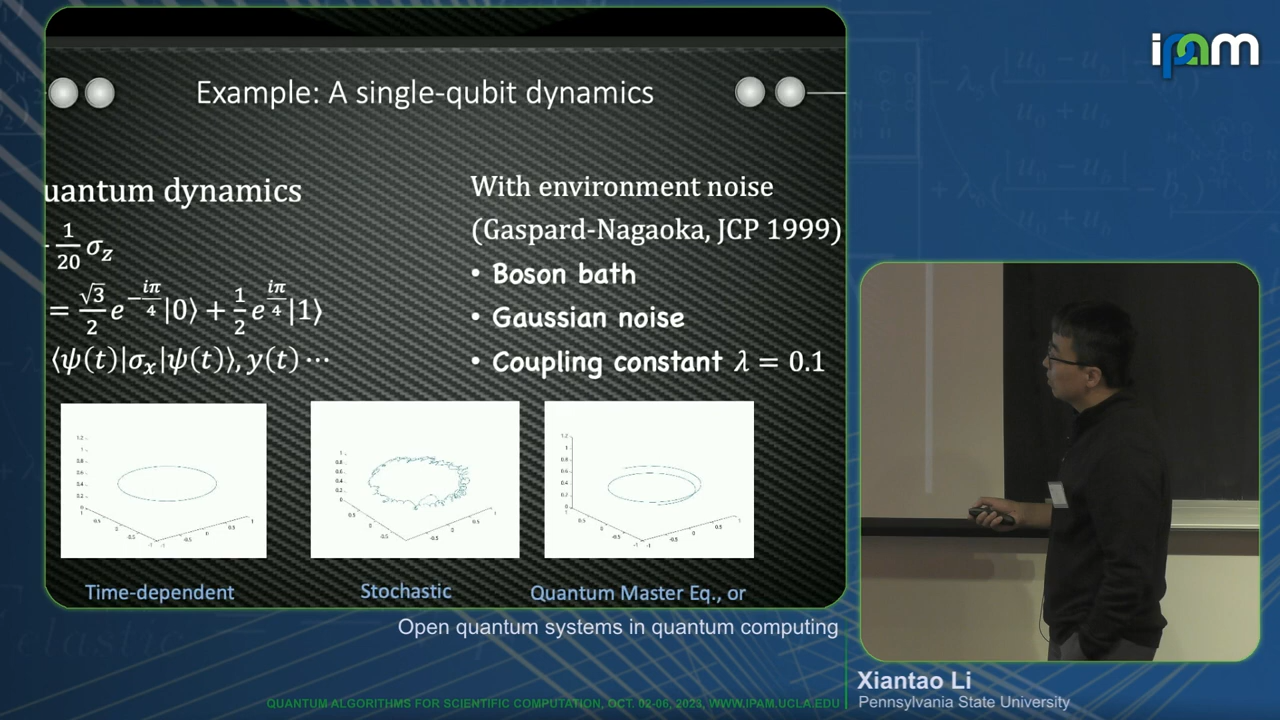 ipam
Example: A single-qubit dynamics
uantum dynamics
1/20 σ_z
= √3/2 e^{-iπ/4}|0⟩ + 1/2 e^{iπ/4}|1⟩
⟨ψ(t)|σ_x|ψ(t)⟩, y(t) ⋯
With environment noise
(Gaspard-Nagaoka, JCP 1999)
• Boson bath
• Gaussian noise
• Coupling constant λ = 0.1
Time-dependent
Stochastic
Quantum Master Eq., or
Open quantum systems in quantum computing
Xiantao Li
Pennsylvania State University
QUANTUM ALGORITHMS FOR SCIENTIFIC COMPUTATION, OCT. 02-06, 2023, WWW.IPAM.UCLA.EDU